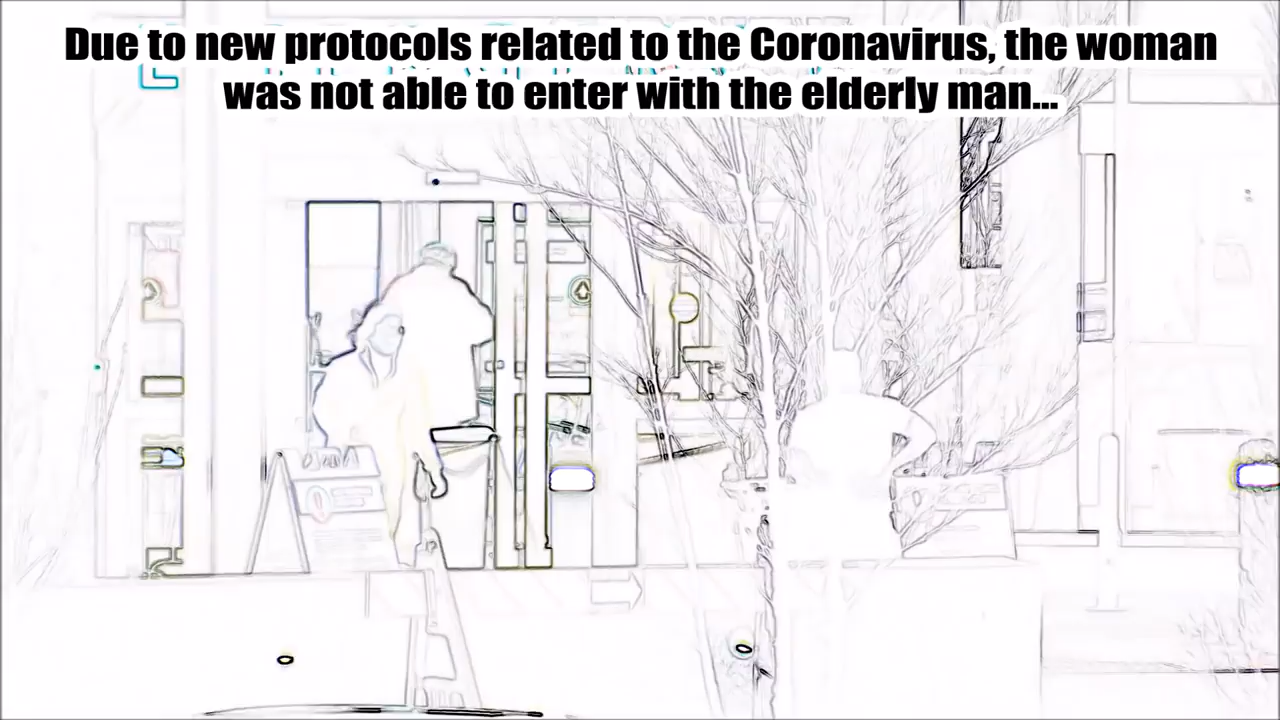 Due to new protocols related to the Coronavirus, the woman
was not able to enter with the elderly man...